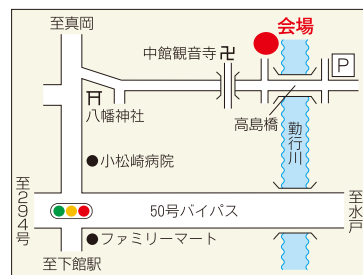 至真岡
会場
中館観音寺卍
P
八幡神社
高島橋
勤行川
小松崎病院
至294号
50号バイパス
至水戸
ファミリーマート
至下館駅